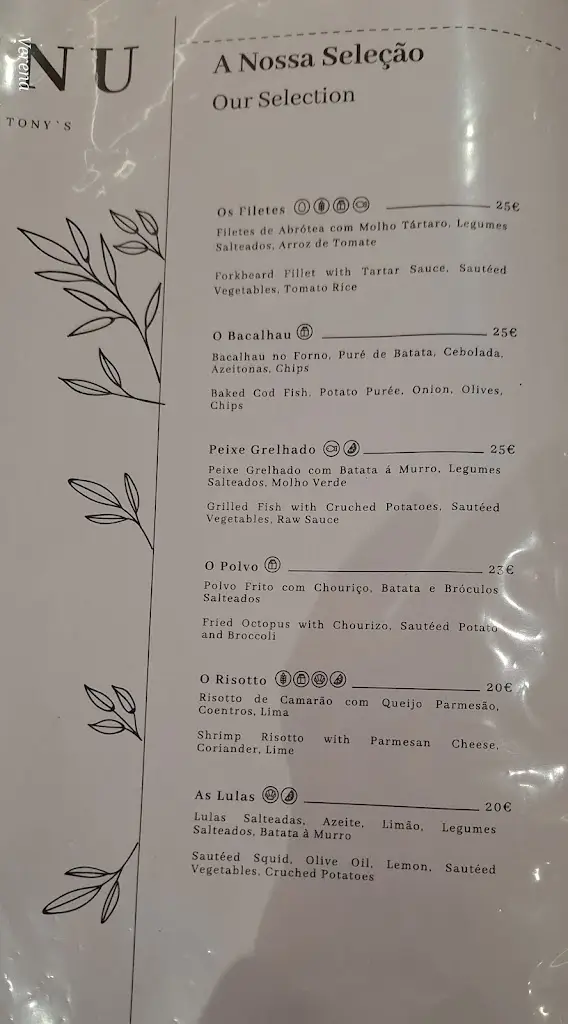 NU
Verena
TONY'S
A Nossa Seleção
Our Selection
Os Filetes 25€
Filetes de Abrótea com Molho Tártaro, Legumes
Salteados, Arroz de Tomate
Forkbeard Fillet with Tartar Sauce, Sautéed
Vegetables, Tomato Rice
O Bacalhau 25€
Bacalhau no Forno, Puré de Batata, Cebolada,
Azeitonas, Chips
Baked Cod Fish, Potato Purée, Onion, Olives,
Chips
Peixe Grelhado 25€
Peixe Grelhado com Batata á Murro, Legumes
Salteados, Molho Verde
Grilled Fish with Cruched Potatoes, Sautéed
Vegetables, Raw Sauce
O Polvo 23€
Polvo Frito com Chouriço, Batata e Bróculos
Salteados
Fried Octopus with Chourizo, Sautéed Potato
and Broccoli
O Risotto 20€
Risotto de Camarão com Queijo Parmesão,
Coentros, Lima
Shrimp Risotto with Parmesan Cheese,
Coriander, Lime
As Lulas 20€
Lulas Salteadas, Azeite, Limão, Legumes
Salteados, Batata à Murro
Sautéed Squid, Olive Oil, Lemon, Sautéed
Vegetables, Cruched Potatoes